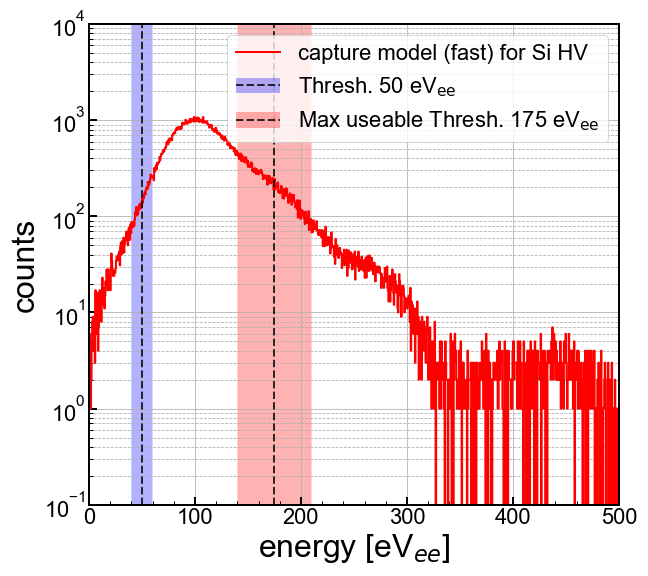 10^4
10^3
10^2
10^1
10^0
10^−1
counts
capture model (fast) for Si HV
Thresh. 50 eV_ee
Max useable Thresh. 175 eV_ee
0 100 200 300 400 500
energy [eV_ee]